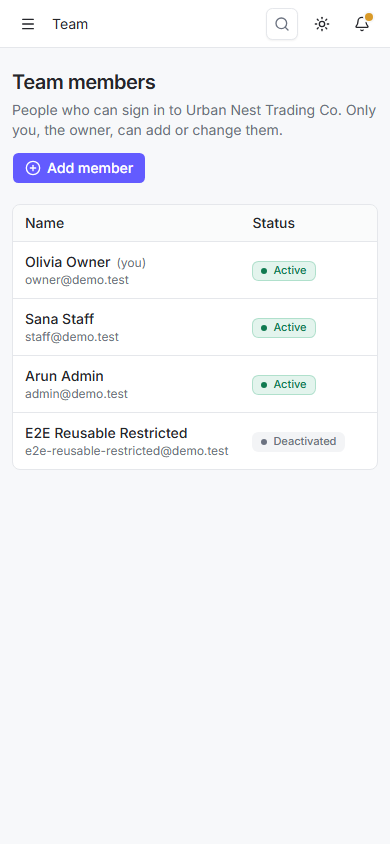 Team
Team members
People who can sign in to Urban Nest Trading Co. Only
you, the owner, can add or change them.
Add member
Name Status
Olivia Owner (you)
owner@demo.test
Active
Sana Staff
staff@demo.test
Active
Arun Admin
admin@demo.test
Active
E2E Reusable Restricted
e2e-reusable-restricted@demo.test
Deactivated